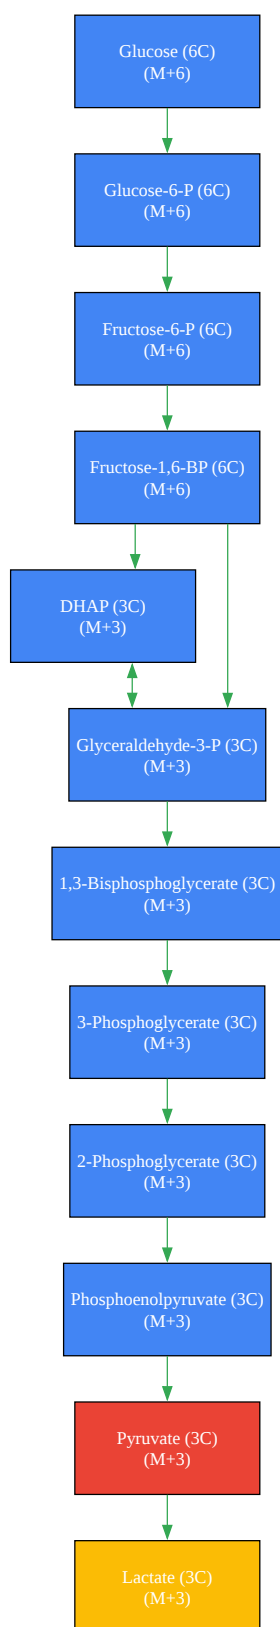 Glucose (6C)
(M+6)
Glucose-6-P (6C)
(M+6)
Fructose-6-P (6C)
(M+6)
Fructose-1,6-BP (6C)
(M+6)
DHAP (3C)
(M+3)
Glyceraldehyde-3-P (3C)
(M+3)
1,3-Bisphosphoglycerate (3C)
(M+3)
3-Phosphoglycerate (3C)
(M+3)
2-Phosphoglycerate (3C)
(M+3)
Phosphoenolpyruvate (3C)
(M+3)
Pyruvate (3C)
(M+3)
Lactate (3C)
(M+3)